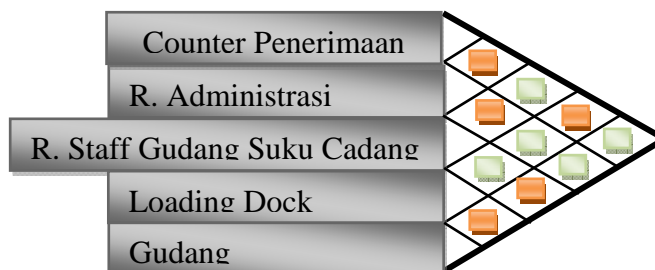 Counter Penerimaan
R. Administrasi
R. Staff Gudang Suku Cadang
Loading Dock
Gudang